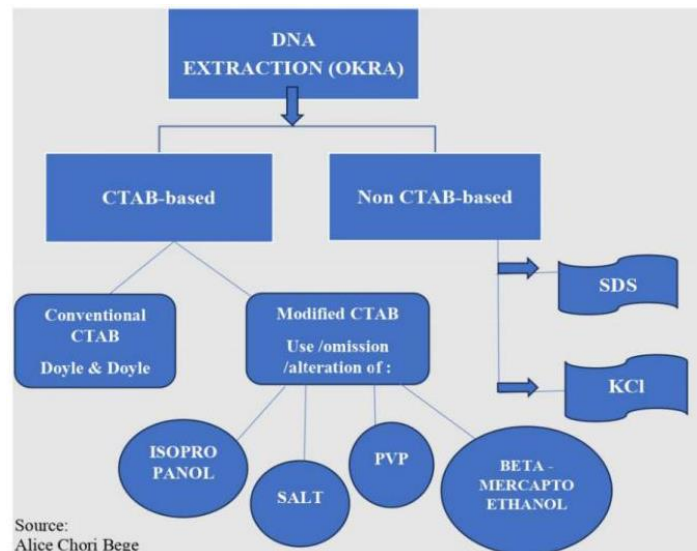 DNA
EXTRACTION (OKRA)
CTAB-based
Non CTAB-based
SDS
KCl
Conventional
CTAB
Doyle & Doyle
Modified CTAB
Use /omission
/alteration of :
ISOPRO
PANOL
SALT
PVP
BETA -
MERCAPTO
ETHANOL
Source:
Alice Chori Bege